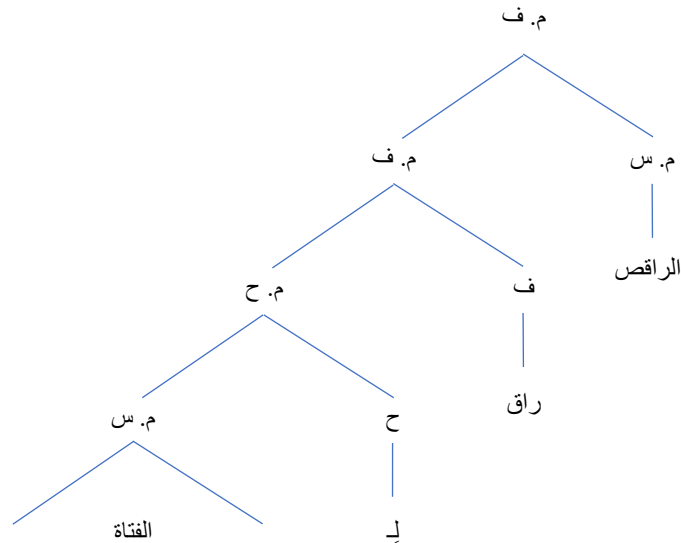 م. ف
م. س
م. ف
الراقص
ف
م. ح
راق
ح
م. س
لِـ
الفتاة